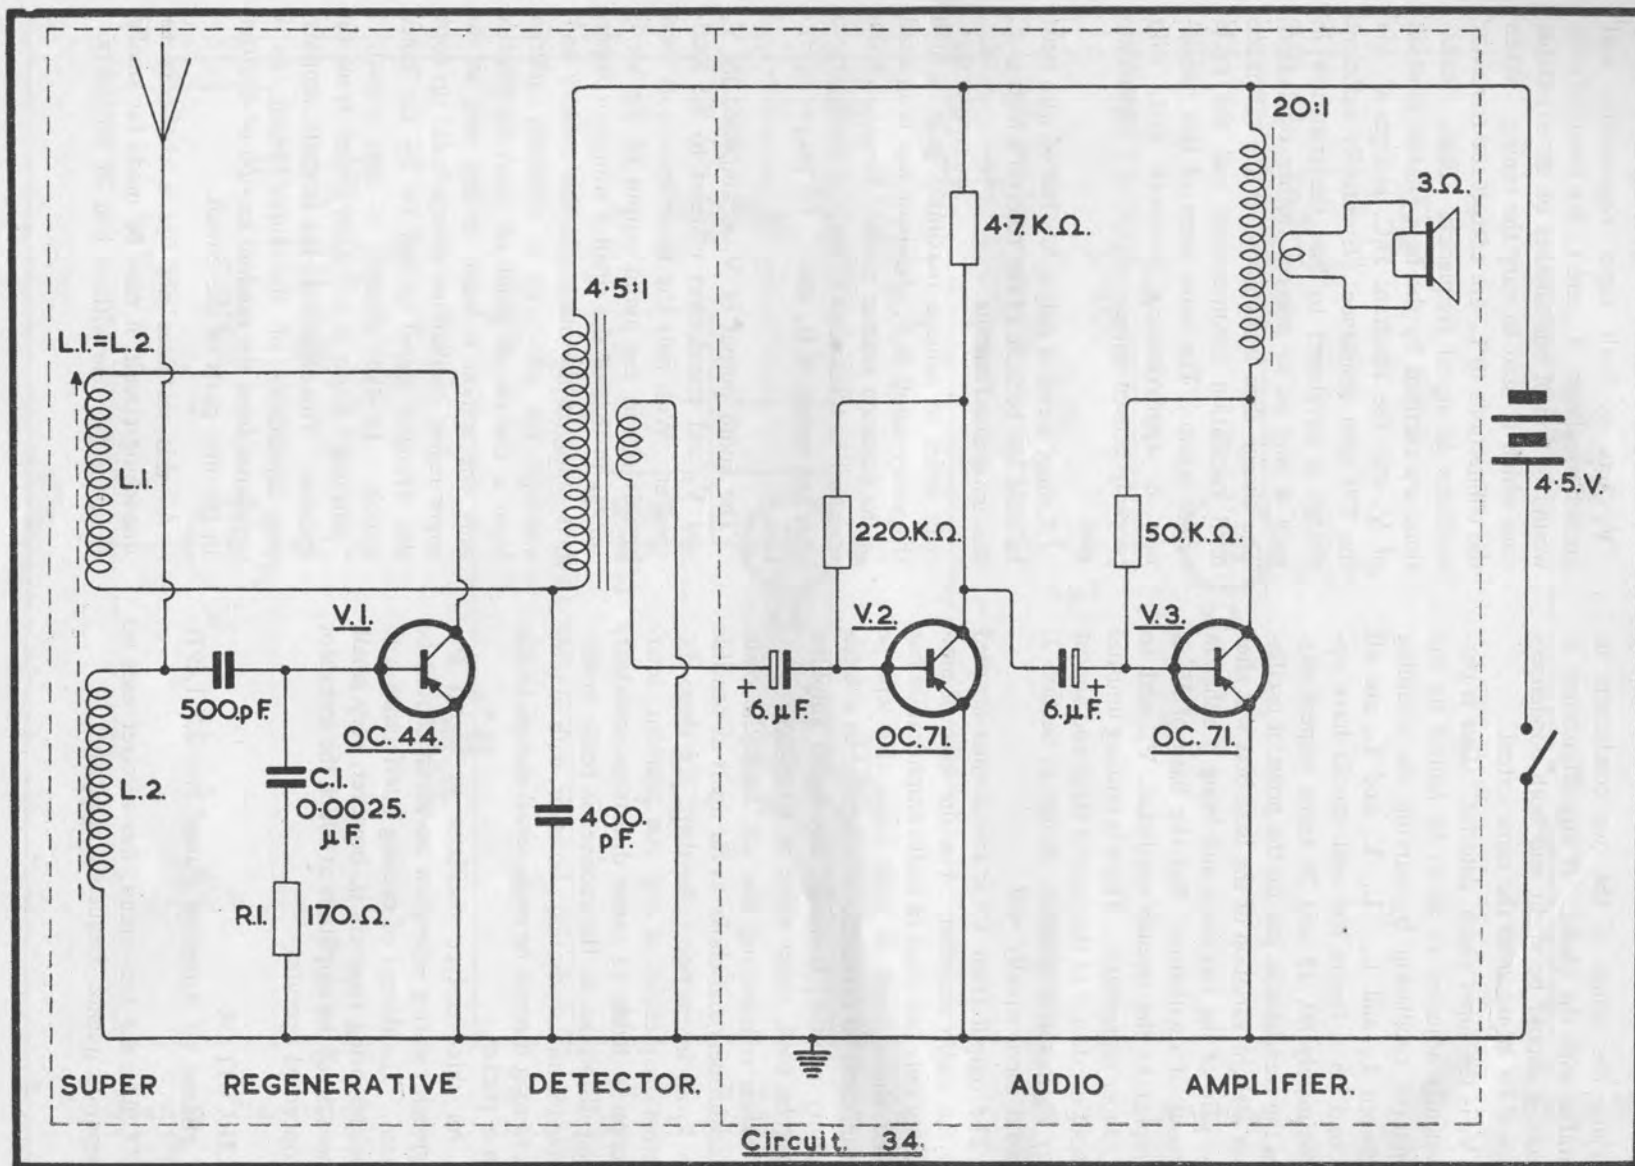 20:1
3.Ω.
4.7.K.Ω.
4.5:1
L.1.=L.2.
L.1.
4.5.V.
220.K.Ω.
50.K.Ω.
V.1.
V.2.
V.3.
500.pF.
+
6.μF.
+
6.μF.
OC.44.
OC.71.
OC.71.
L.2.
C.1.
0.0025.
μF.
400.
pF.
R.1.
170.Ω.
SUPER REGENERATIVE DETECTOR.
AUDIO AMPLIFIER.
Circuit. 34.